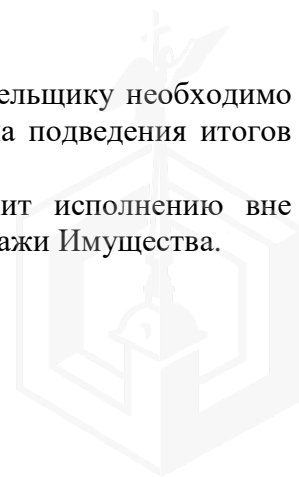 ельщику необходимо
а подведения итогов
ит исполнению вне
ажи Имущества.